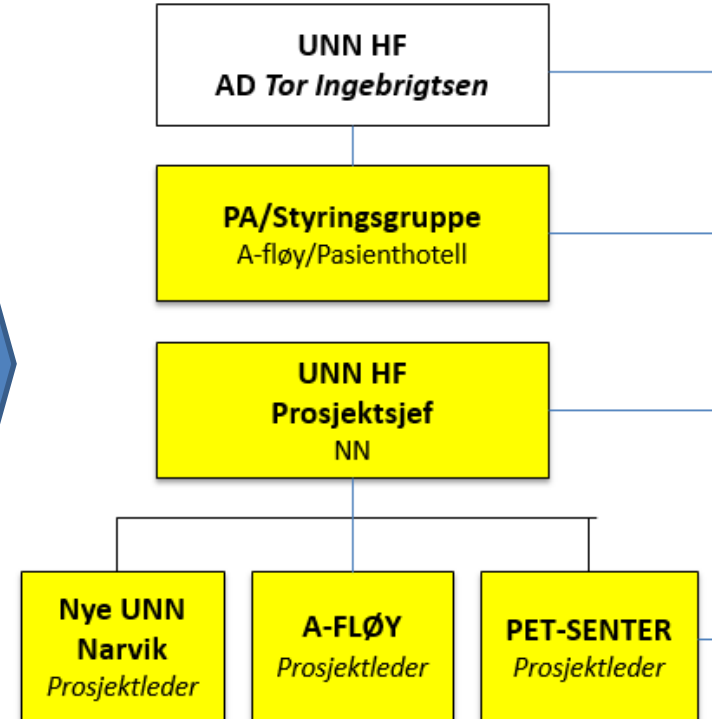 UNN HF
AD Tor Ingebrigtsen
PA/Styringsgruppe
A-fløy/Pasienthotell
UNN HF
Prosjektsjef
NN
Nye UNN
Narvik
Prosjektleder
A-FLØY
Prosjektleder
PET-SENTER
Prosjektleder